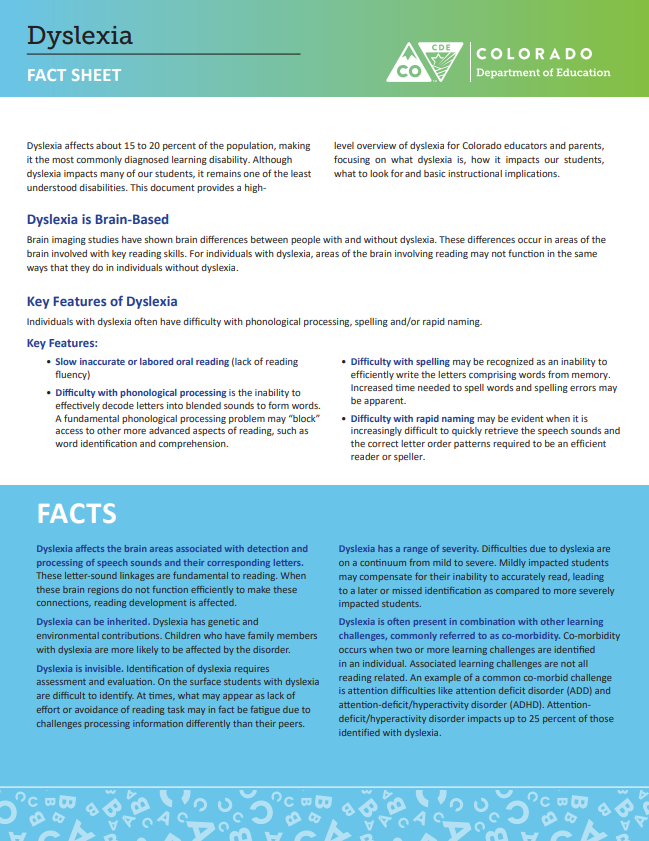 Dyslexia
FACT SHEET
CO
CDE
COLORADO
Department of Education
Dyslexia affects about 15 to 20 percent of the population, making
it the most commonly diagnosed learning disability. Although
dyslexia impacts many of our students, it remains one of the least
understood disabilities. This document provides a high-
level overview of dyslexia for Colorado educators and parents,
focusing on what dyslexia is, how it impacts our students,
what to look for and basic instructional implications.
Dyslexia is Brain-Based
Brain imaging studies have shown brain differences between people with and without dyslexia. These differences occur in areas of the
brain involved with key reading skills. For individuals with dyslexia, areas of the brain involving reading may not function in the same
ways that they do in individuals without dyslexia.
Key Features of Dyslexia
Individuals with dyslexia often have difficulty with phonological processing, spelling and/or rapid naming.
Key Features:
• Slow inaccurate or labored oral reading (lack of reading
fluency)
• Difficulty with phonological processing is the inability to
effectively decode letters into blended sounds to form words.
A fundamental phonological processing problem may “block”
access to other more advanced aspects of reading, such as
word identification and comprehension.
• Difficulty with spelling may be recognized as an inability to
efficiently write the letters comprising words from memory.
Increased time needed to spell words and spelling errors may
be apparent.
• Difficulty with rapid naming may be evident when it is
increasingly difficult to quickly retrieve the speech sounds and
the correct letter order patterns required to be an efficient
reader or speller.
FACTS
Dyslexia affects the brain areas associated with detection and
processing of speech sounds and their corresponding letters.
These letter-sound linkages are fundamental to reading. When
these brain regions do not function efficiently to make these
connections, reading development is affected.
Dyslexia can be inherited. Dyslexia has genetic and
environmental contributions. Children who have family members
with dyslexia are more likely to be affected by the disorder.
Dyslexia is invisible. Identification of dyslexia requires
assessment and evaluation. On the surface students with dyslexia
are difficult to identify. At times, what may appear as lack of
effort or avoidance of reading task may in fact be fatigue due to
challenges processing information differently than their peers.
Dyslexia has a range of severity. Difficulties due to dyslexia are
on a continuum from mild to severe. Mildly impacted students
may compensate for their inability to accurately read, leading
to a later or missed identification as compared to more severely
impacted students.
Dyslexia is often present in combination with other learning
challenges, commonly referred to as co-morbidity. Co-morbidity
occurs when two or more learning challenges are identified
in an individual. Associated learning challenges are not all
reading related. An example of a common co-morbid challenge
is attention difficulties like attention deficit disorder (ADD) and
attention-deficit/hyperactivity disorder (ADHD). Attention-
deficit/hyperactivity disorder impacts up to 25 percent of those
identified with dyslexia.